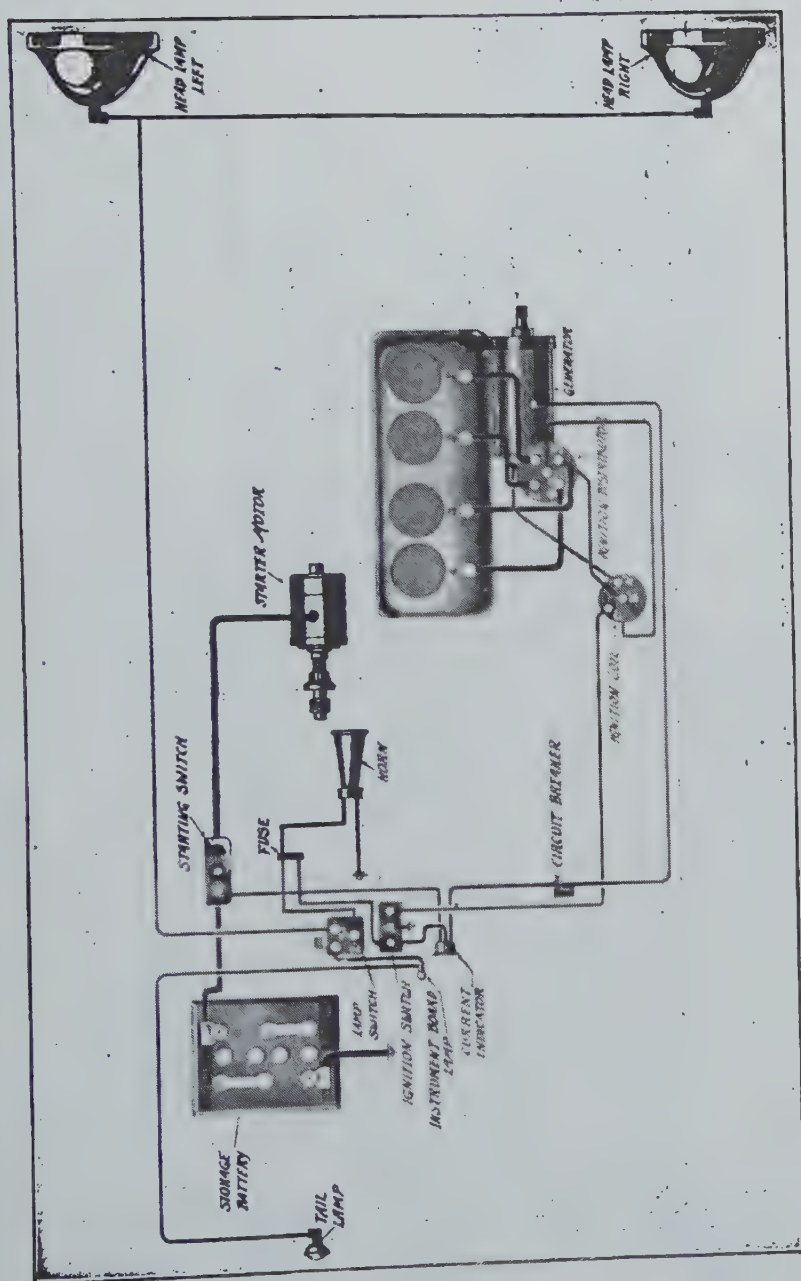 HEAD LAMP
LEFT
HEAD LAMP
RIGHT
GENERATOR
IGNITION DISTRIBUTOR
IGNITION COIL
STARTER MOTOR
HORN
STARTING SWITCH
FUSE
CIRCUIT BREAKER
LAMP
SWITCH
IGNITION SWITCH
INSTRUMENT BOARD
LAMP
CURRENT
INDICATOR
STORAGE
BATTERY
TAIL
LAMP